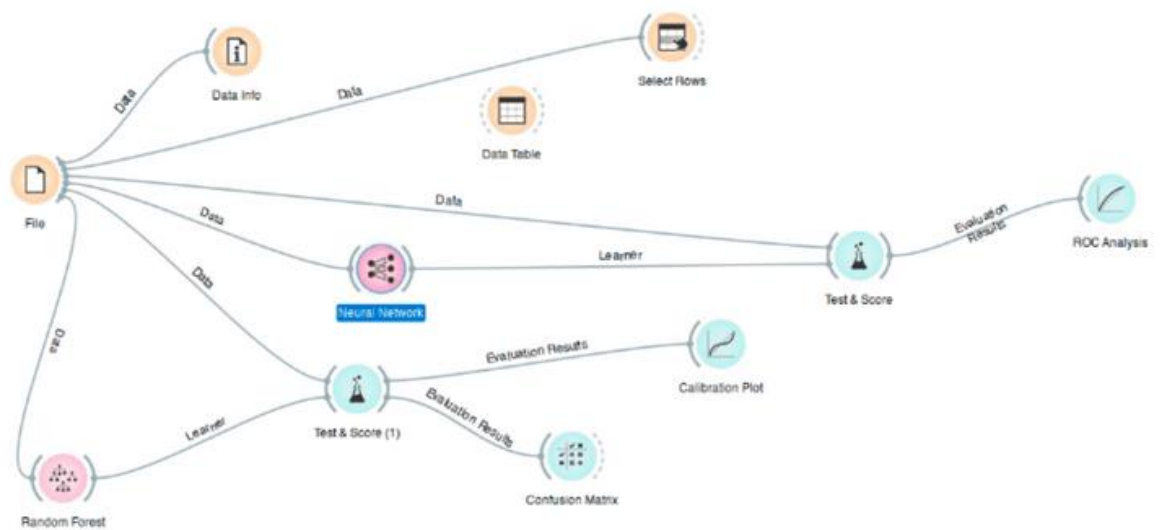 Data Info
Select Rows
Data
Data
Data Table
File
Data
Data
Evaluation
Results
ROC Analysis
Learner
Test & Score
Data
Neural Network
Data
Evaluation Results
Calibration Plot
Learner
Test & Score (1)
Evaluation Results
Confusion Matrix
Random Forest